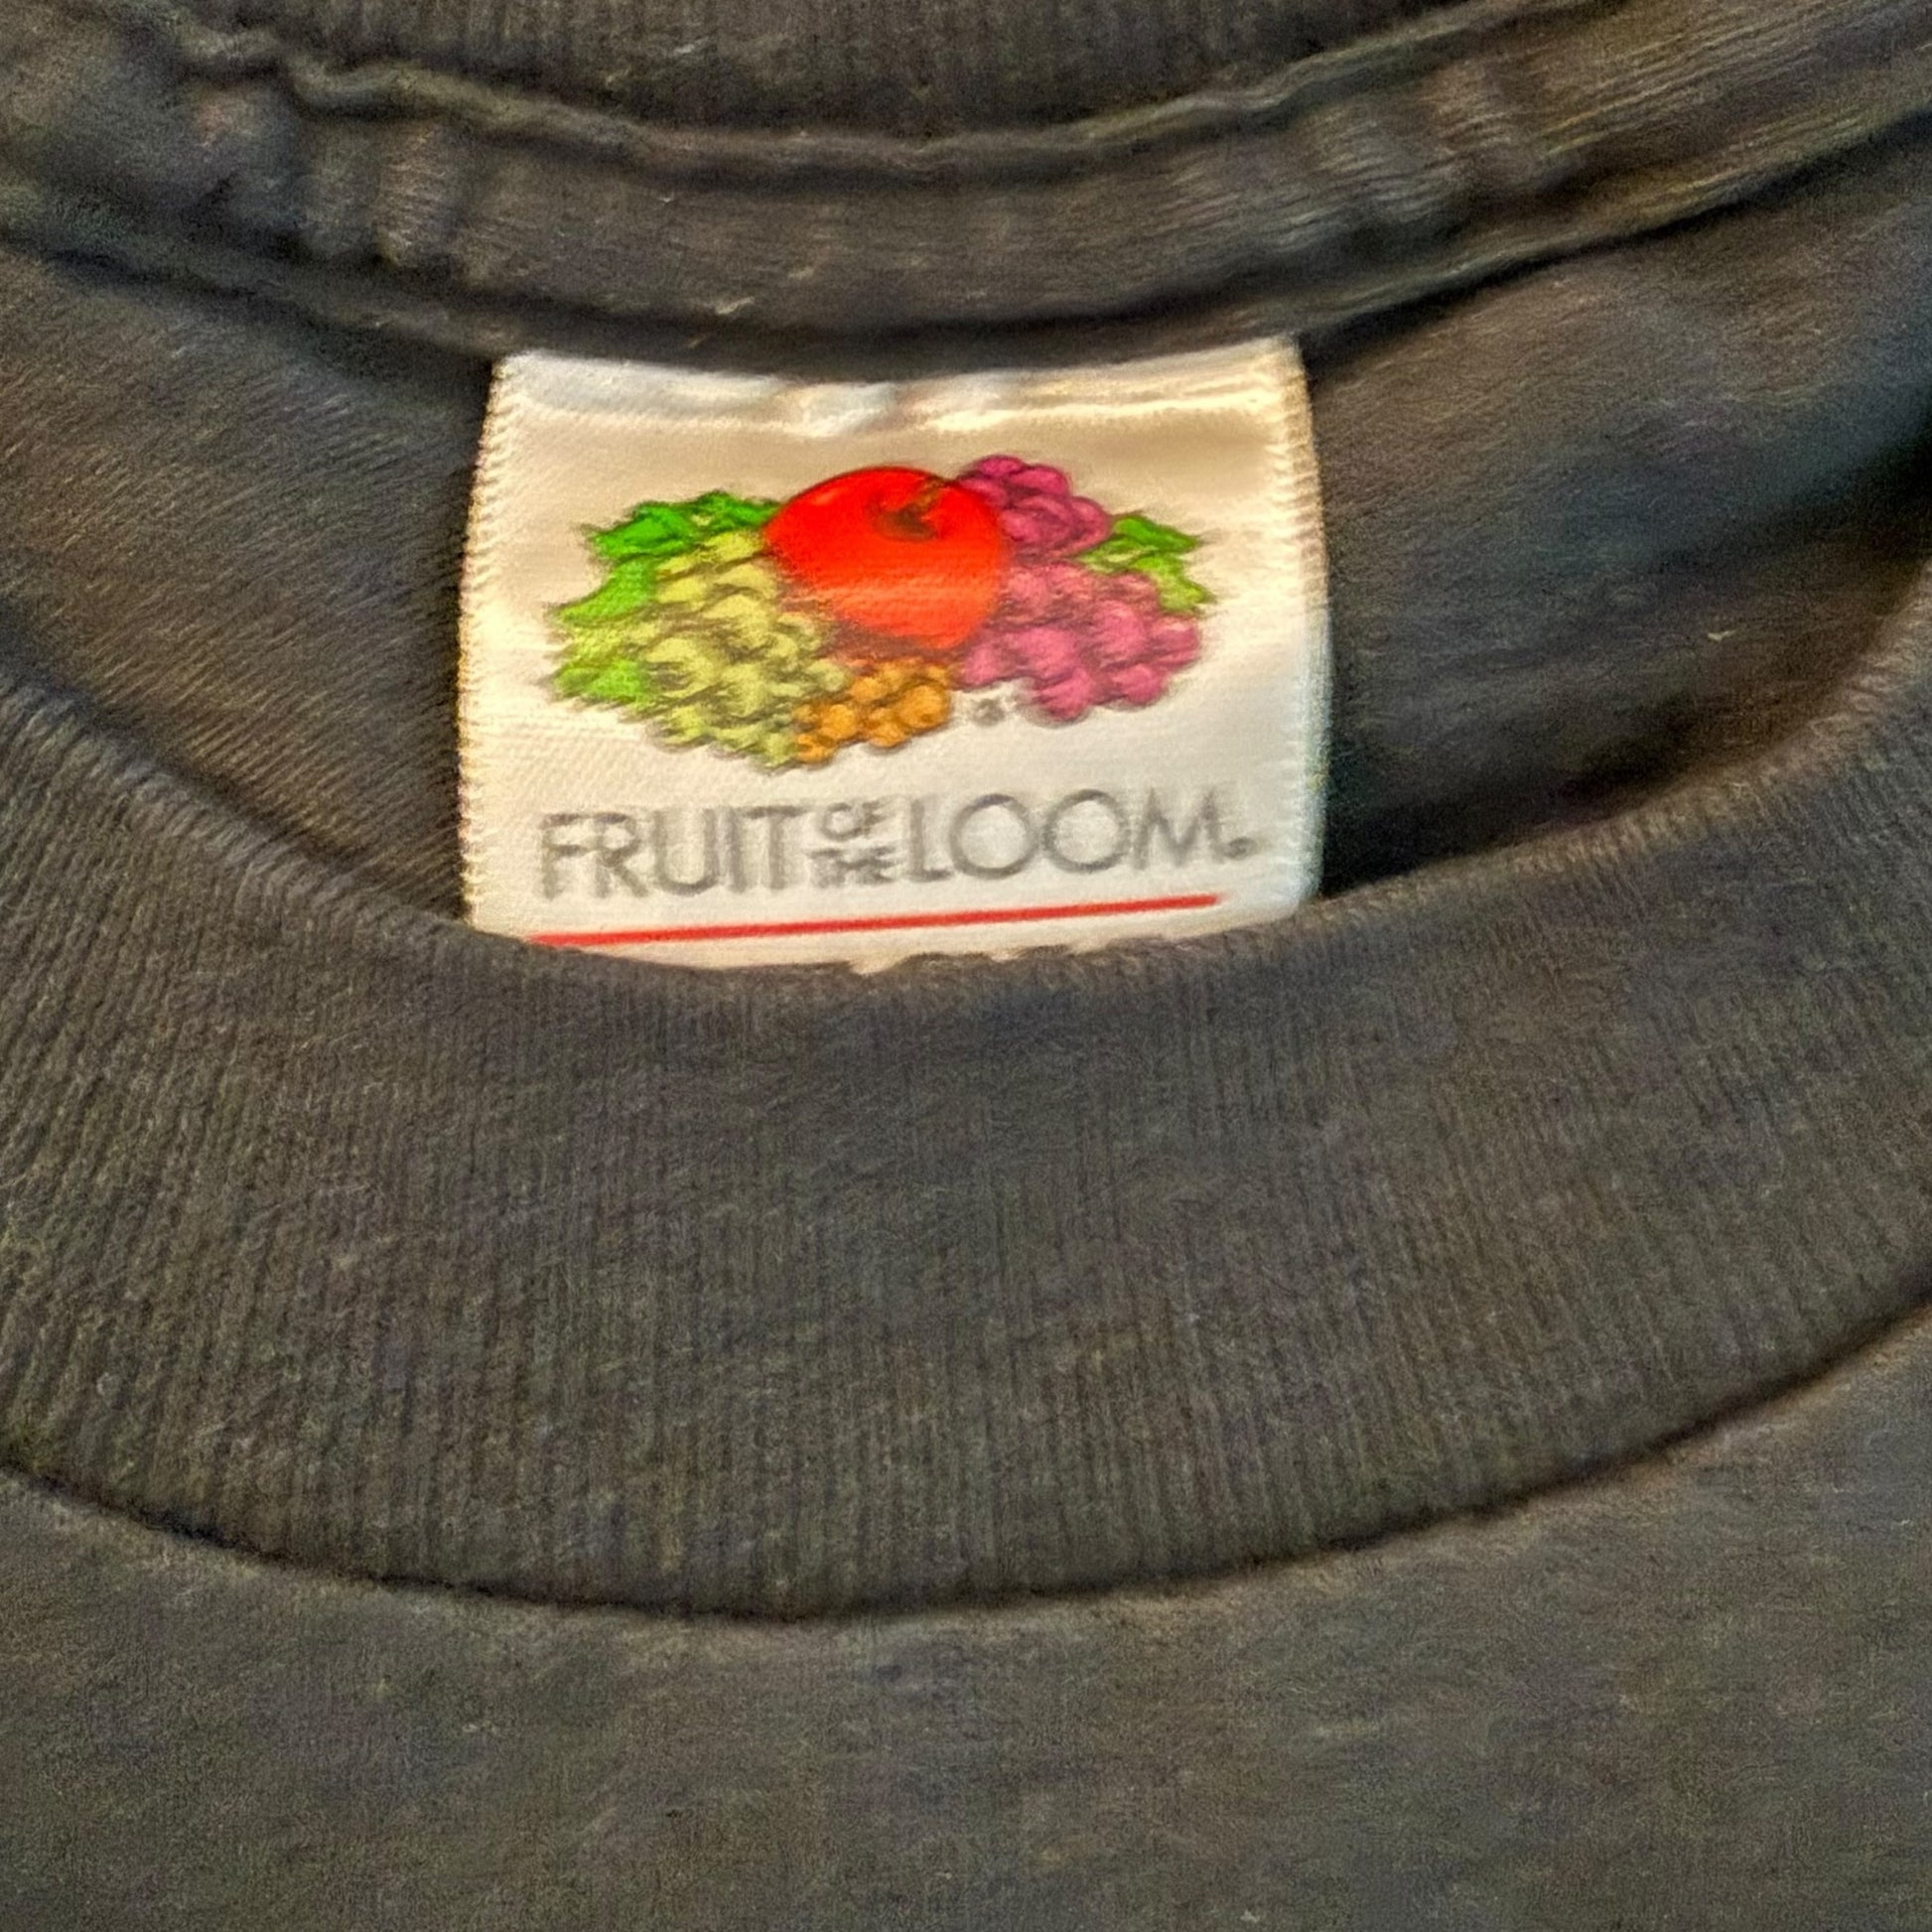 FRUIT OF THE LOOM®